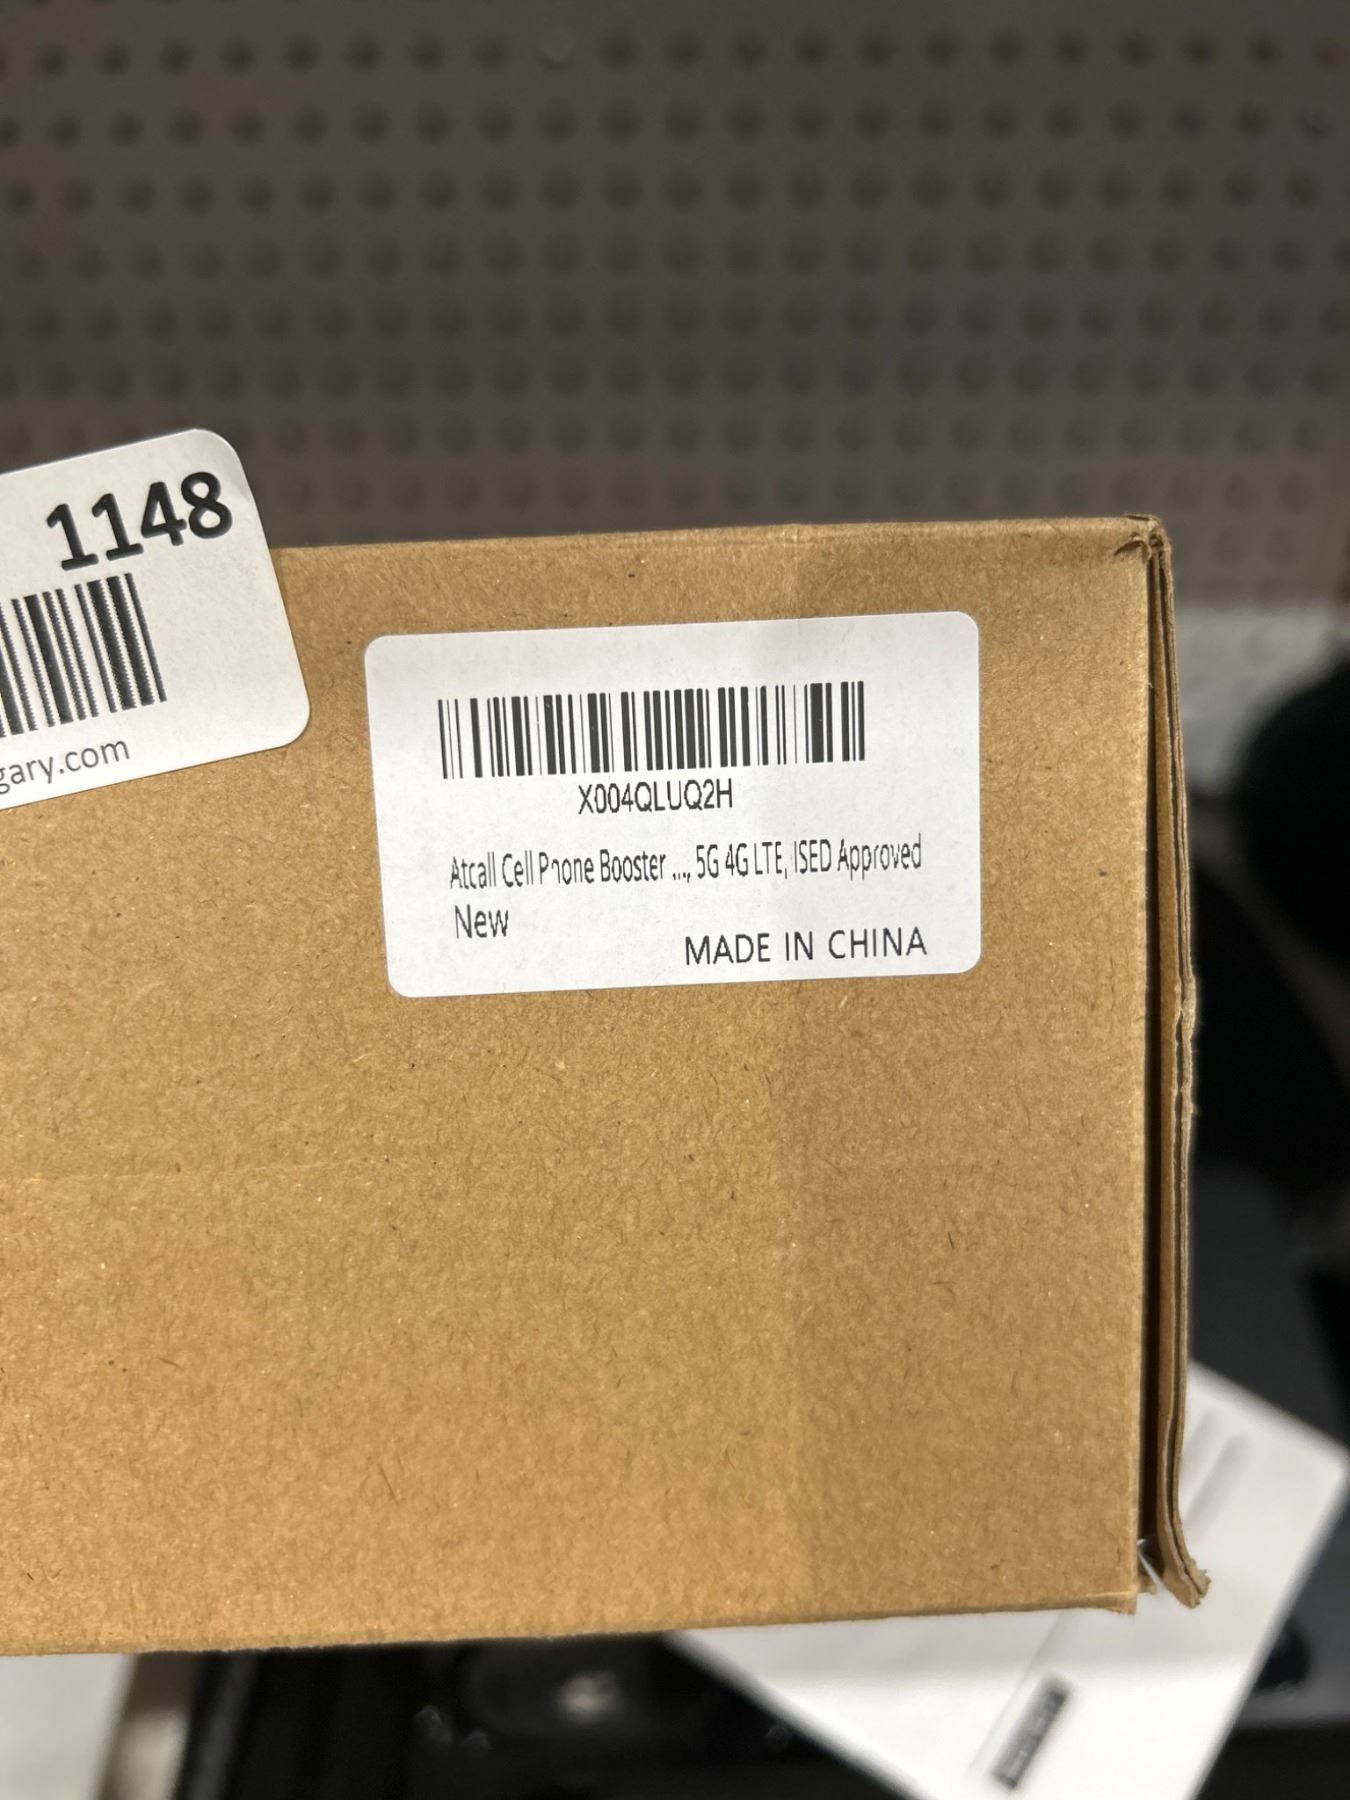 1148
gary.com
X004QLUQ2H
Atcall Cell Phone Booster ..., 5G 4G LTE, ISED Approved
New
MADE IN CHINA